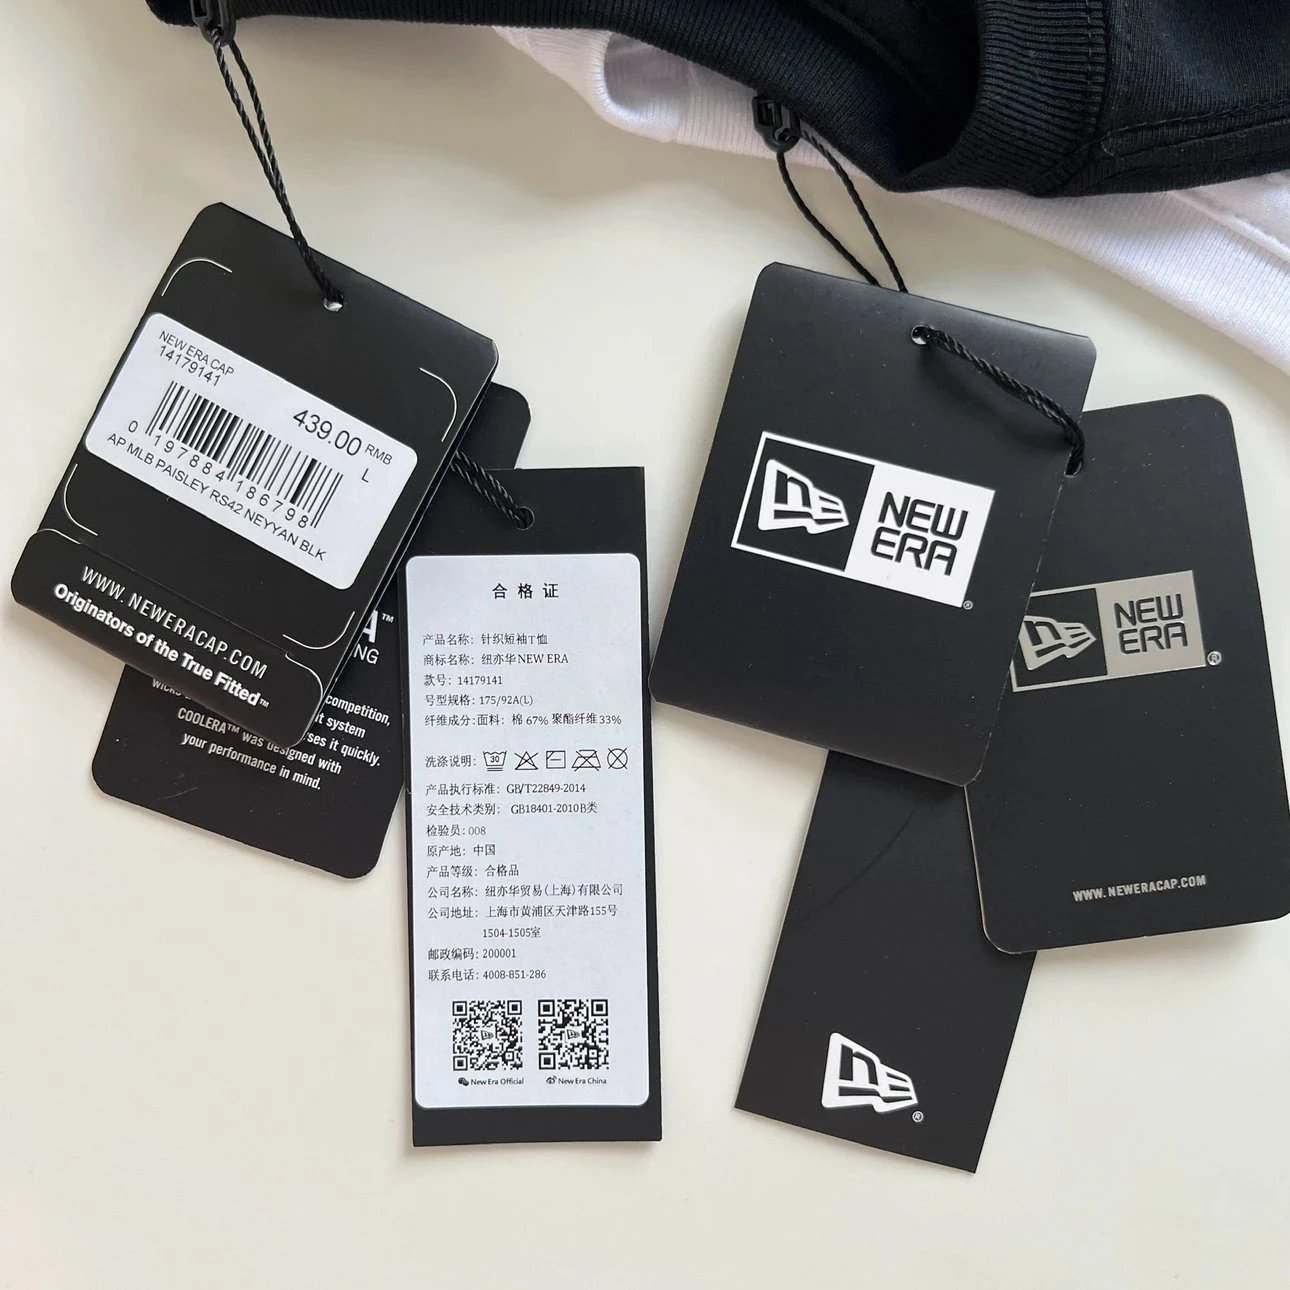 NEW ERA CAP
14179141
439.00 RMB
L
0 197884 186798
AP MLB PAISLEY RS42 NEYYAN BLK
WWW.NEWERACAP.COM
Originators of the True Fitted™
A™
NG
competition,
it system
ses it quickly.
COOLERA™ was designed with
your performance in mind.
合格证
产品名称: 针织短袖T恤
商标名称: 纽亦华NEW ERA
款号: 14179141
号型规格: 175/92A(L)
纤维成分:面料: 棉 67% 聚酯纤维 33%
洗涤说明: 30
产品执行标准: GB/T22849-2014
安全技术类别: GB18401-2010 B类
检验员: 008
原产地: 中国
产品等级: 合格品
公司名称: 纽亦华贸易(上海)有限公司
公司地址: 上海市黄浦区天津路155号
1504-1505室
邮政编码: 200001
联系电话: 4008-851-286
New Era Official
New Era China
NEW
ERA
®
NEW
ERA
®
WWW.NEWERACAP.COM
®